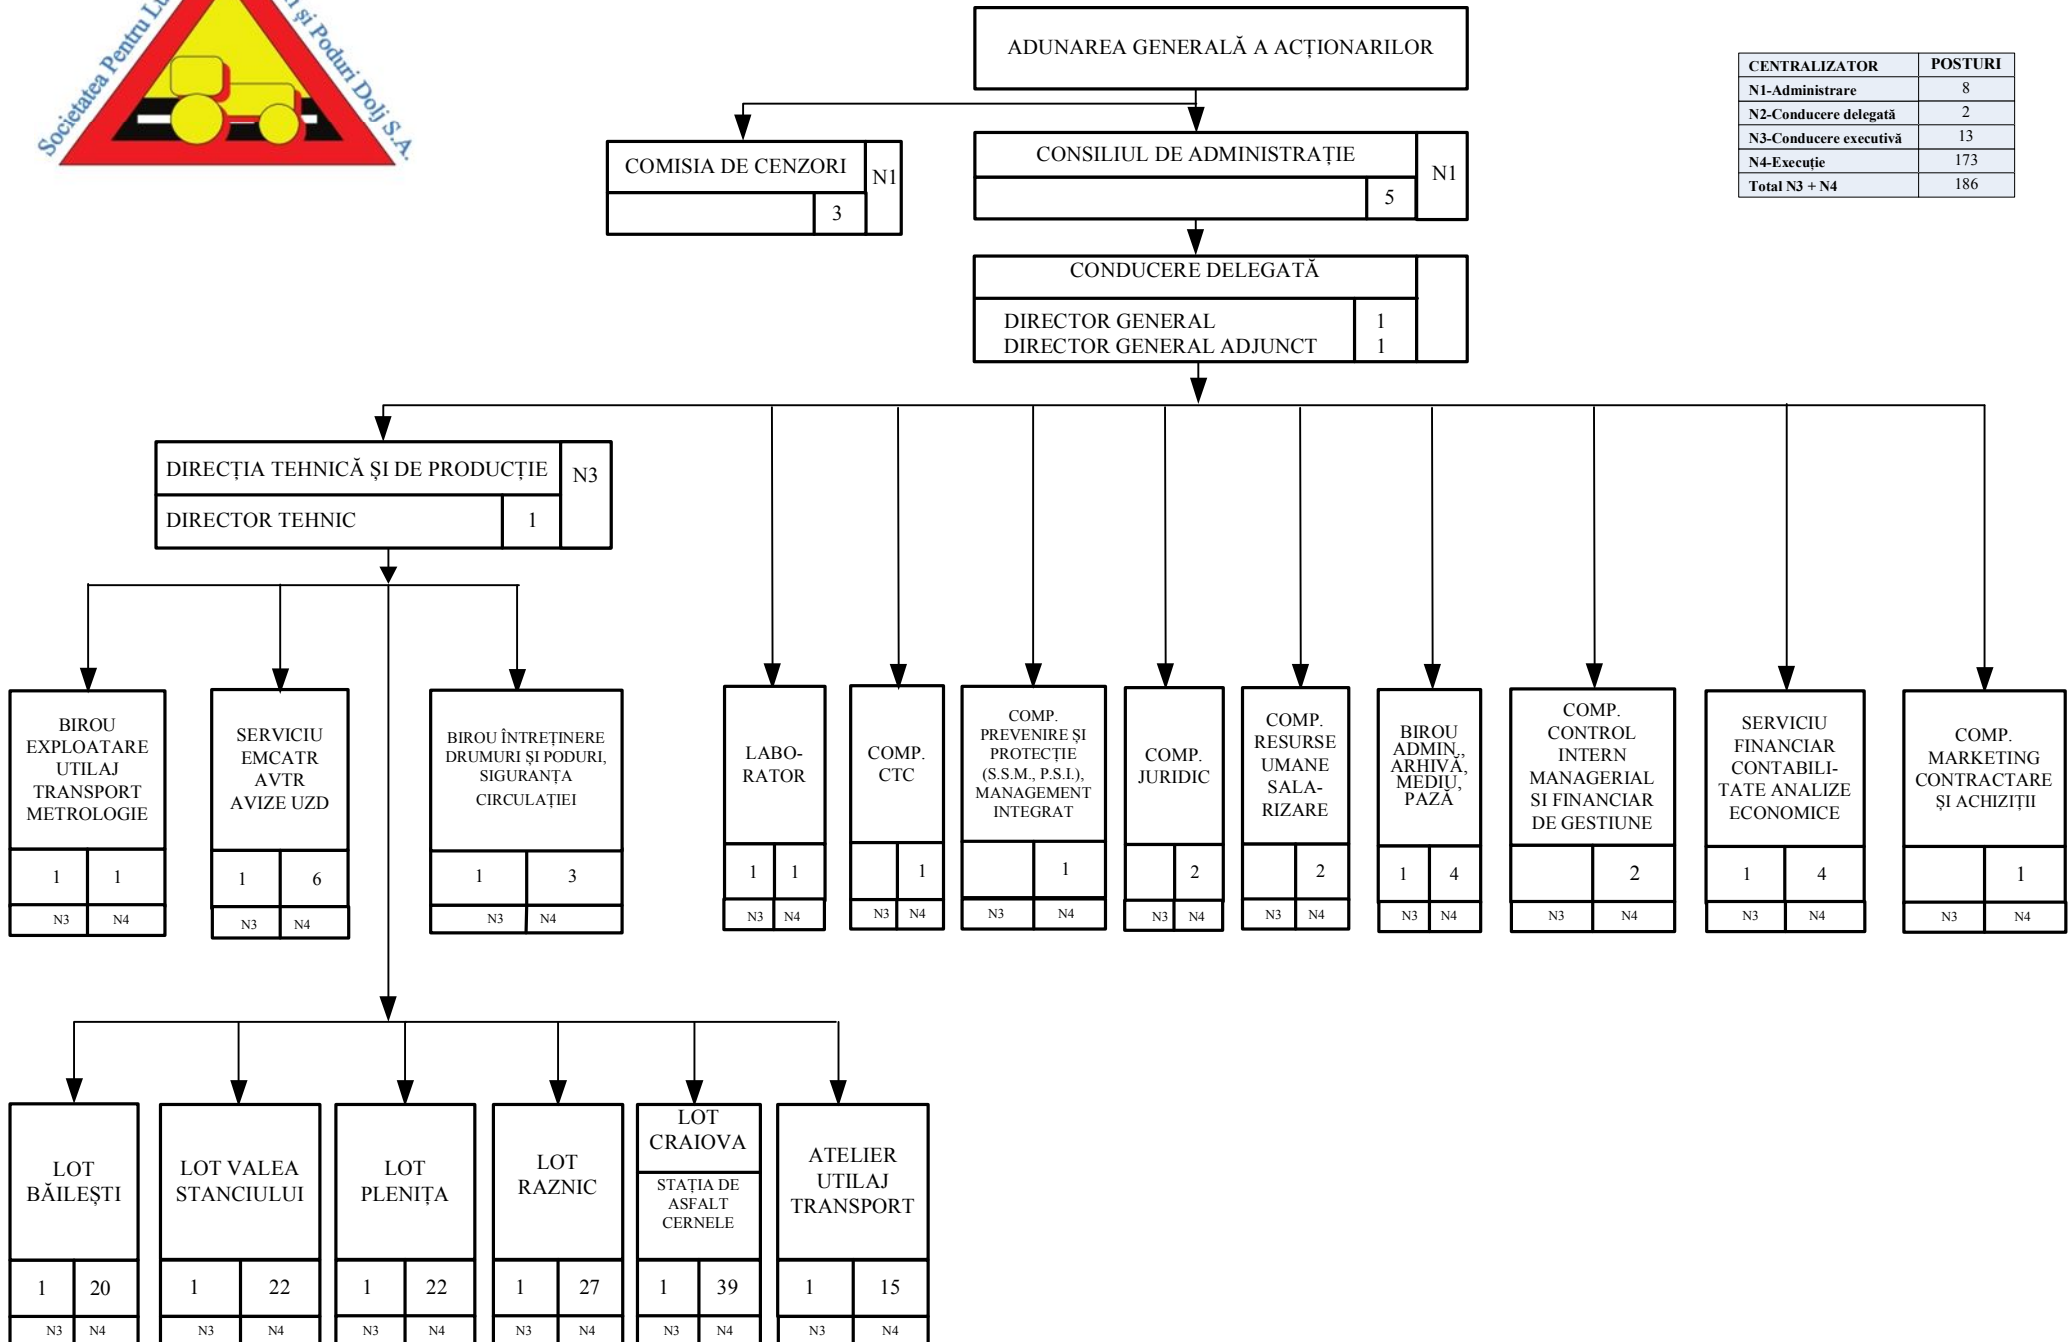 Societatea Pentru Lu
și Poduri Dolj S.A.
ADUNAREA GENERALĂ A ACȚIONARILOR
CENTRALIZATOR POSTURI
N1-Administrare 8
N2-Conducere delegată 2
N3-Conducere executivă 13
N4-Execuție 173
Total N3 + N4 186
COMISIA DE CENZORI N1
3
CONSILIUL DE ADMINISTRAȚIE N1
5
CONDUCERE DELEGATĂ
DIRECTOR GENERAL 1
DIRECTOR GENERAL ADJUNCT 1
DIRECȚIA TEHNICĂ ȘI DE PRODUCȚIE N3
DIRECTOR TEHNIC 1
BIROU
EXPLOATARE
UTILAJ
TRANSPORT
METROLOGIE
1 1
N3 N4
SERVICIU
EMCATR
AVTR
AVIZE UZD
1 6
N3 N4
BIROU ÎNTREȚINERE
DRUMURI ȘI PODURI,
SIGURANȚA
CIRCULAȚIEI
1 3
N3 N4
LABO-
RATOR
1 1
N3 N4
COMP.
CTC
1
N3 N4
COMP.
PREVENIRE ȘI
PROTECȚIE
(S.S.M., P.S.I.),
MANAGEMENT
INTEGRAT
1
N3 N4
COMP.
JURIDIC
2
N3 N4
COMP.
RESURSE
UMANE
SALA-
RIZARE
2
N3 N4
BIROU
ADMIN.,
ARHIVĂ,
MEDIU,
PAZĂ
1 4
N3 N4
COMP.
CONTROL
INTERN
MANAGERIAL
SI FINANCIAR
DE GESTIUNE
2
N3 N4
SERVICIU
FINANCIAR
CONTABILI-
TATE ANALIZE
ECONOMICE
1 4
N3 N4
COMP.
MARKETING
CONTRACTARE
ȘI ACHIZIȚII
1
N3 N4
LOT
BĂILEȘTI
1 20
N3 N4
LOT VALEA
STANCIULUI
1 22
N3 N4
LOT
PLENIȚA
1 22
N3 N4
LOT
RAZNIC
1 27
N3 N4
LOT
CRAIOVA
STAȚIA DE
ASFALT
CERNELE
1 39
N3 N4
ATELIER
UTILAJ
TRANSPORT
1 15
N3 N4